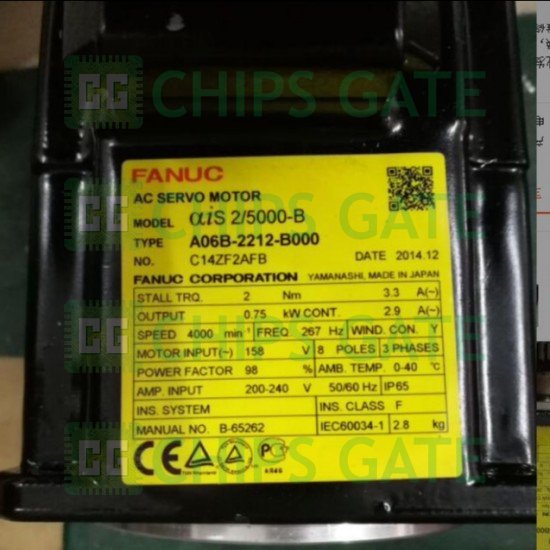 CHIPS GATE
FANUC
AC SERVO MOTOR
MODEL αiS 2/5000-B
TYPE A06B-2212-B000
NO. C14ZF2AFB DATE 2014.12
FANUC CORPORATION YAMANASHI, MADE IN JAPAN
STALL TRQ. 2 Nm 3.3 A(~)
OUTPUT 0.75 kW CONT. 2.9 A(~)
SPEED 4000 min⁻¹ FREQ. 267 Hz WIND. CON. Y
MOTOR INPUT(~) 158 V 8 POLES 3 PHASES
POWER FACTOR 98 % AMB. TEMP. 0-40 ℃
AMP. INPUT 200-240 V 50/60 Hz IP65
INS. SYSTEM INS. CLASS F
MANUAL NO. B-65262 IEC60034-1 2.8 kg
CE
CHIPS GATE
CHIPS GATE
CHIPS GATE